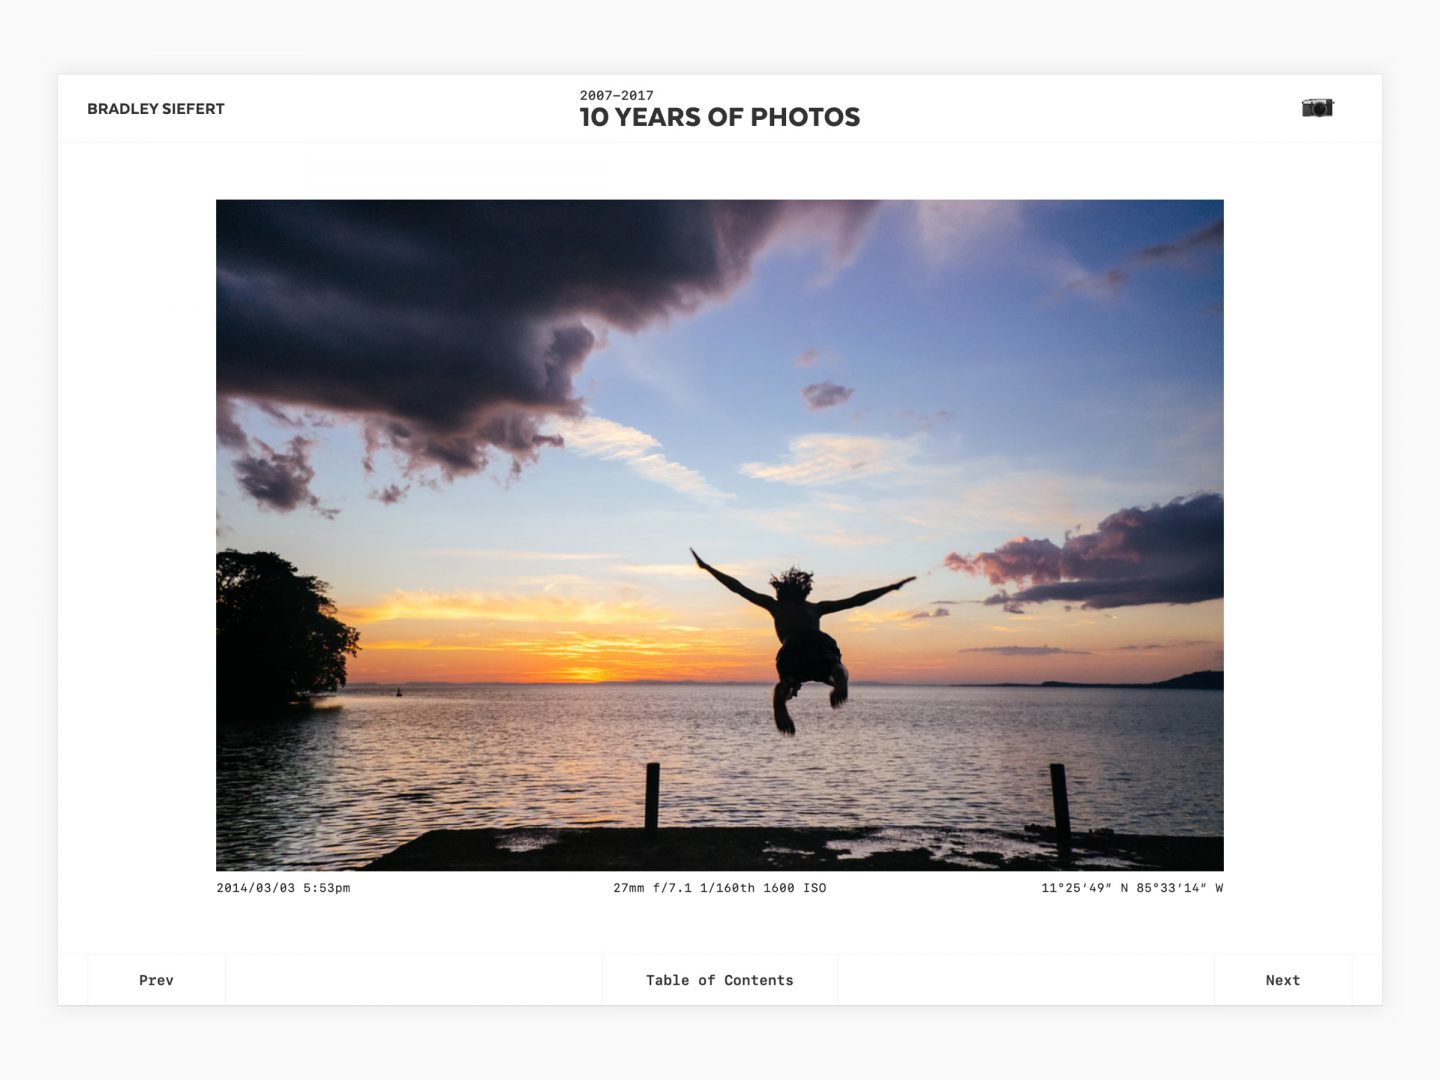 BRADLEY SIEFERT
2007–2017
10 YEARS OF PHOTOS
2014/03/03 5:53pm
27mm f/7.1 1/160th 1600 ISO
11°25’49” N 85°33’14” W
Prev
Table of Contents
Next